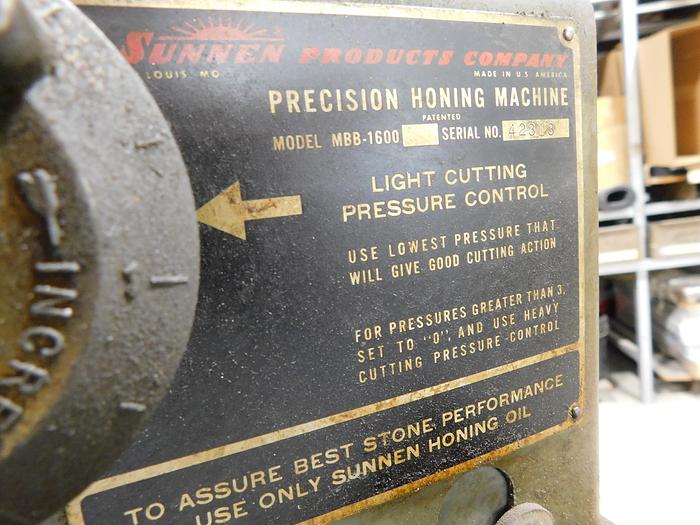 SUNNEN PRODUCTS COMPANY
LOUIS, MO
MADE IN U.S. AMERICA
PRECISION HONING MACHINE
PATENTED
MODEL MBB-1600 SERIAL NO.
LIGHT CUTTING
PRESSURE CONTROL
USE LOWEST PRESSURE THAT
WILL GIVE GOOD CUTTING ACTION
FOR PRESSURES GREATER THAN 3,
SET TO "O", AND USE HEAVY
CUTTING PRESSURE CONTROL
TO ASSURE BEST STONE PERFORMANCE
USE ONLY SUNNEN HONING OIL
INCRE